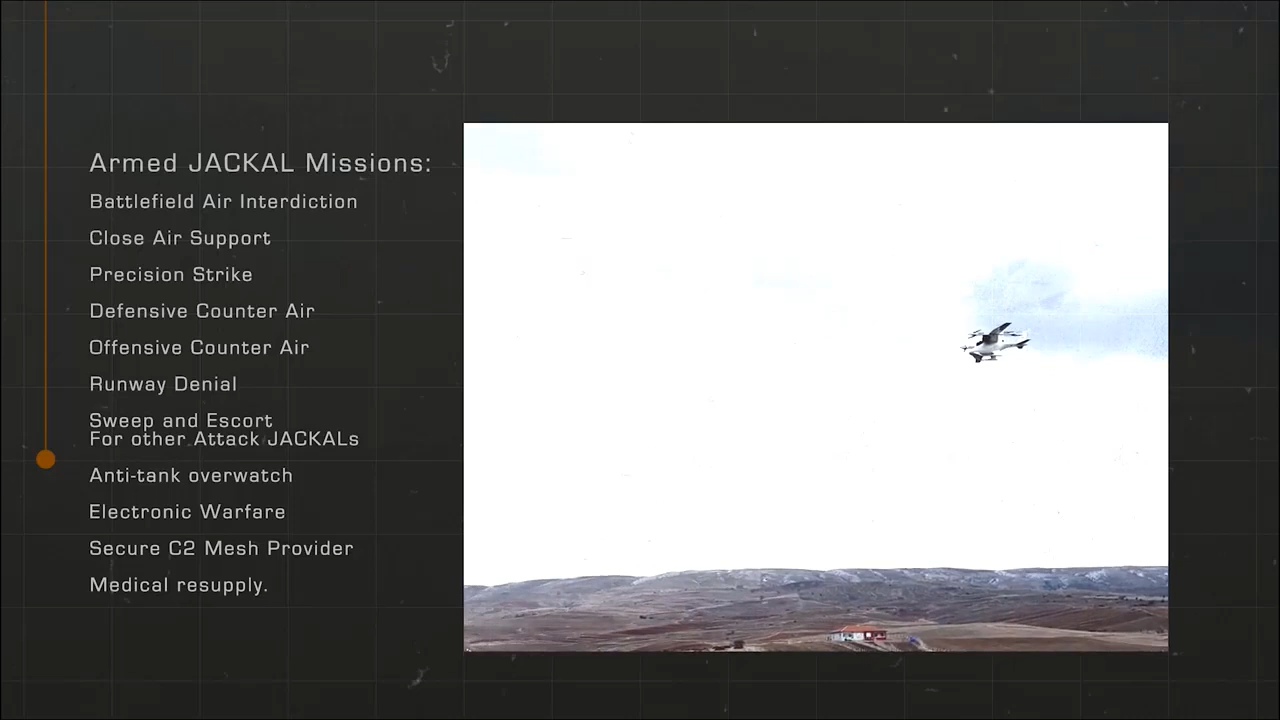 Armed JACKAL Missions:
Battlefield Air Interdiction
Close Air Support
Precision Strike
Defensive Counter Air
Offensive Counter Air
Runway Denial
Sweep and Escort
For other Attack JACKALs
Anti-tank overwatch
Electronic Warfare
Secure C2 Mesh Provider
Medical resupply.